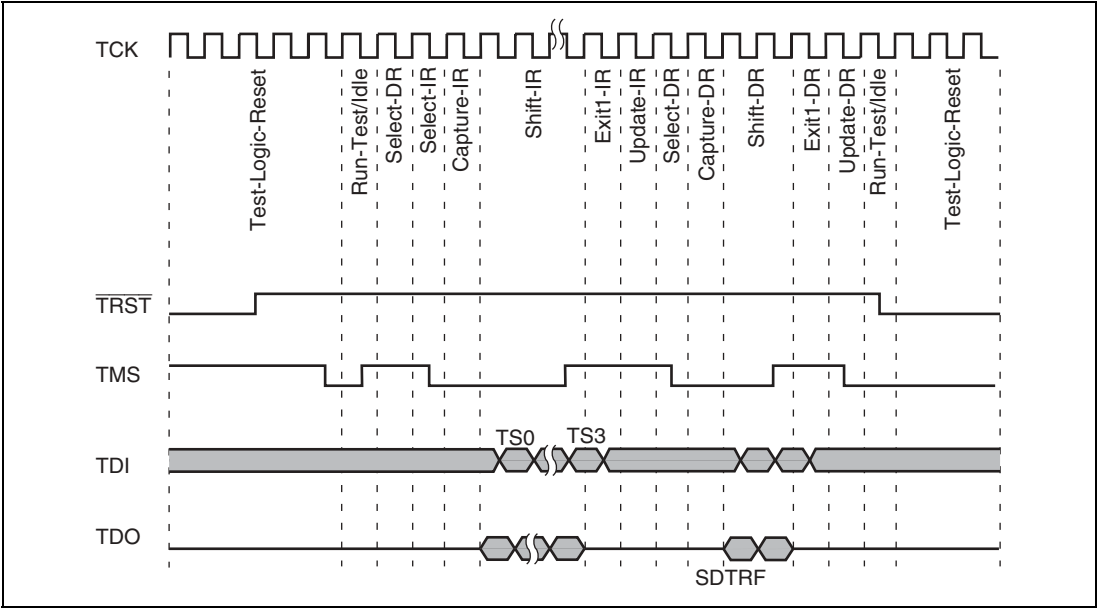 TCK
Test-Logic-Reset
Run-Test/Idle
Select-DR
Select-IR
Capture-IR
Shift-IR
Exit1-IR
Update-IR
Select-DR
Capture-DR
Shift-DR
Exit1-DR
Update-DR
Run-Test/Idle
Test-Logic-Reset
TRST
TMS
TS0 TS3
TDI
TDO
SDTRF